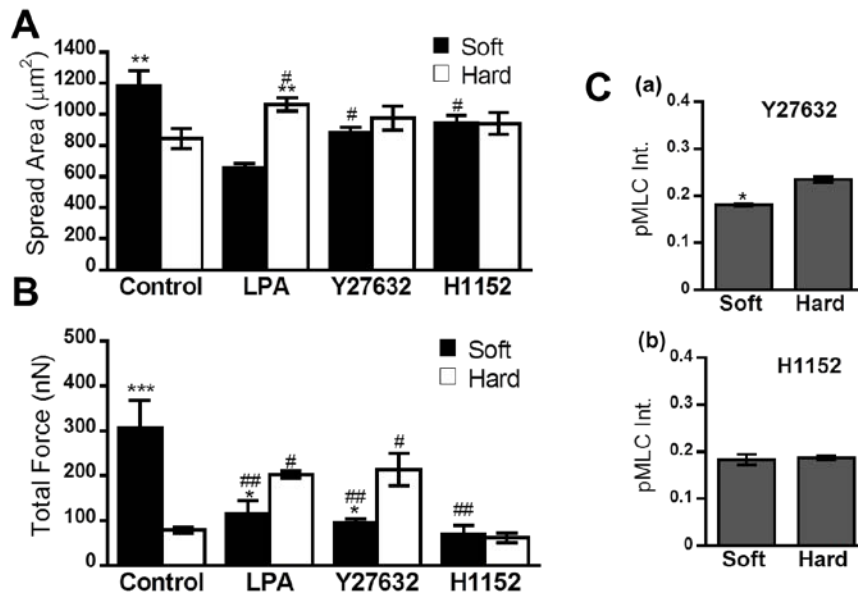 A
1400
1200
1000
800
600
400
200
0
Spread Area (μm²)
**
#
**
#
#
Soft
Hard
Control LPA Y27632 H1152
B
500
400
300
200
100
0
Total Force (nN)
***
##
*
#
##
*
#
##
Soft
Hard
Control LPA Y27632 H1152
C (a)
Y27632
0.4
0.3
0.2
0.1
0
pMLC Int.
*
Soft Hard
(b)
H1152
0.4
0.3
0.2
0.1
0
pMLC Int.
Soft Hard